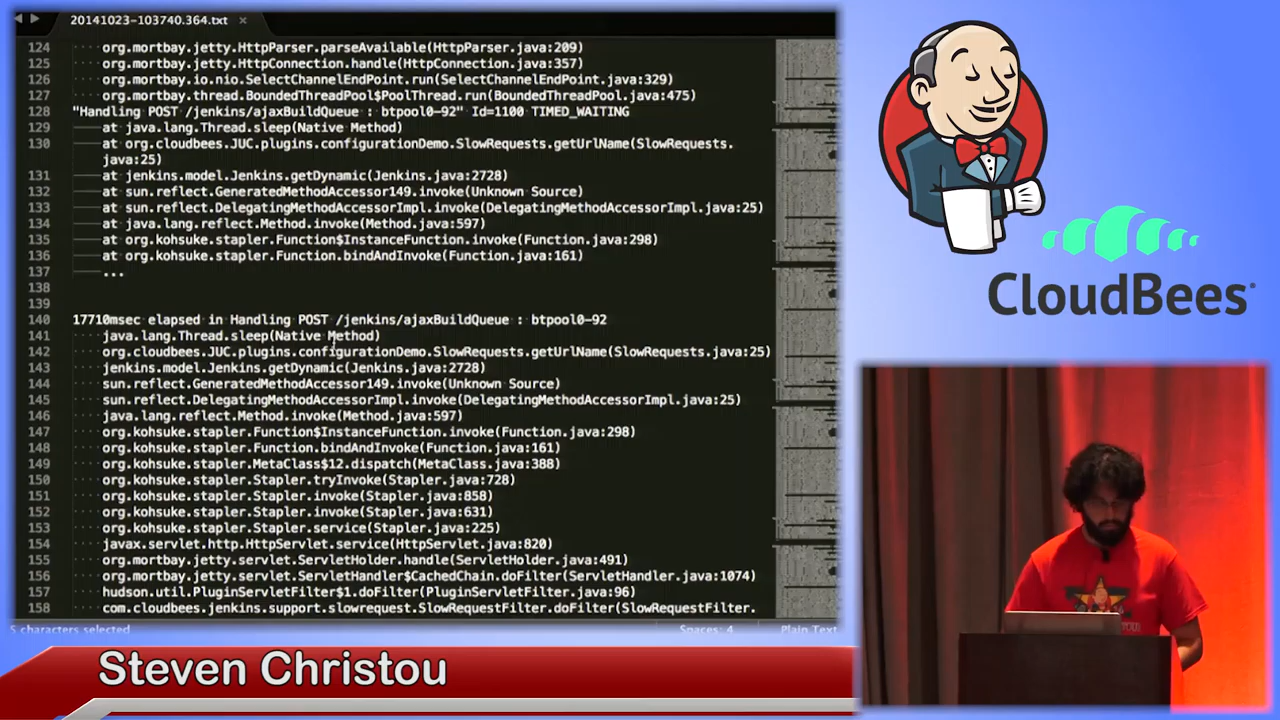 20141023-103740.364.txt ×
124 org.mortbay.jetty.HttpParser.parseAvailable(HttpParser.java:209)
125 org.mortbay.jetty.HttpConnection.handle(HttpConnection.java:357)
126 org.mortbay.io.nio.SelectChannelEndPoint.run(SelectChannelEndPoint.java:329)
127 org.mortbay.thread.BoundedThreadPool$PoolThread.run(BoundedThreadPool.java:475)
128 "Handling POST /jenkins/ajaxBuildQueue : btpool0-92" Id=1100 TIMED_WAITING
129 at java.lang.Thread.sleep(Native Method)
130 at org.cloudbees.JUC.plugins.configurationDemo.SlowRequests.getUrlName(SlowRequests.
java:25)
131 at jenkins.model.Jenkins.getDynamic(Jenkins.java:2728)
132 at sun.reflect.GeneratedMethodAccessor149.invoke(Unknown Source)
133 at sun.reflect.DelegatingMethodAccessorImpl.invoke(DelegatingMethodAccessorImpl.java:25)
134 at java.lang.reflect.Method.invoke(Method.java:597)
135 at org.kohsuke.stapler.Function$InstanceFunction.invoke(Function.java:298)
136 at org.kohsuke.stapler.Function.bindAndInvoke(Function.java:161)
137 ...
138
139
140 17710msec elapsed in Handling POST /jenkins/ajaxBuildQueue : btpool0-92
141 java.lang.Thread.sleep(Native Method)
142 org.cloudbees.JUC.plugins.configurationDemo.SlowRequests.getUrlName(SlowRequests.java:25)
143 jenkins.model.Jenkins.getDynamic(Jenkins.java:2728)
144 sun.reflect.GeneratedMethodAccessor149.invoke(Unknown Source)
145 sun.reflect.DelegatingMethodAccessorImpl.invoke(DelegatingMethodAccessorImpl.java:25)
146 java.lang.reflect.Method.invoke(Method.java:597)
147 org.kohsuke.stapler.Function$InstanceFunction.invoke(Function.java:298)
148 org.kohsuke.stapler.Function.bindAndInvoke(Function.java:161)
149 org.kohsuke.stapler.MetaClass$12.dispatch(MetaClass.java:388)
150 org.kohsuke.stapler.Stapler.tryInvoke(Stapler.java:728)
151 org.kohsuke.stapler.Stapler.invoke(Stapler.java:858)
152 org.kohsuke.stapler.Stapler.invoke(Stapler.java:631)
153 org.kohsuke.stapler.Stapler.service(Stapler.java:225)
154 javax.servlet.http.HttpServlet.service(HttpServlet.java:820)
155 org.mortbay.jetty.servlet.ServletHolder.handle(ServletHolder.java:491)
156 org.mortbay.jetty.servlet.ServletHandler$CachedChain.doFilter(ServletHandler.java:1074)
157 hudson.util.PluginServletFilter$1.doFilter(PluginServletFilter.java:96)
158 com.cloudbees.jenkins.support.slowrequest.SlowRequestFilter.doFilter(SlowRequestFilter.
5 characters selected
Spaces: 4 Plain Text
CloudBees
Steven Christou